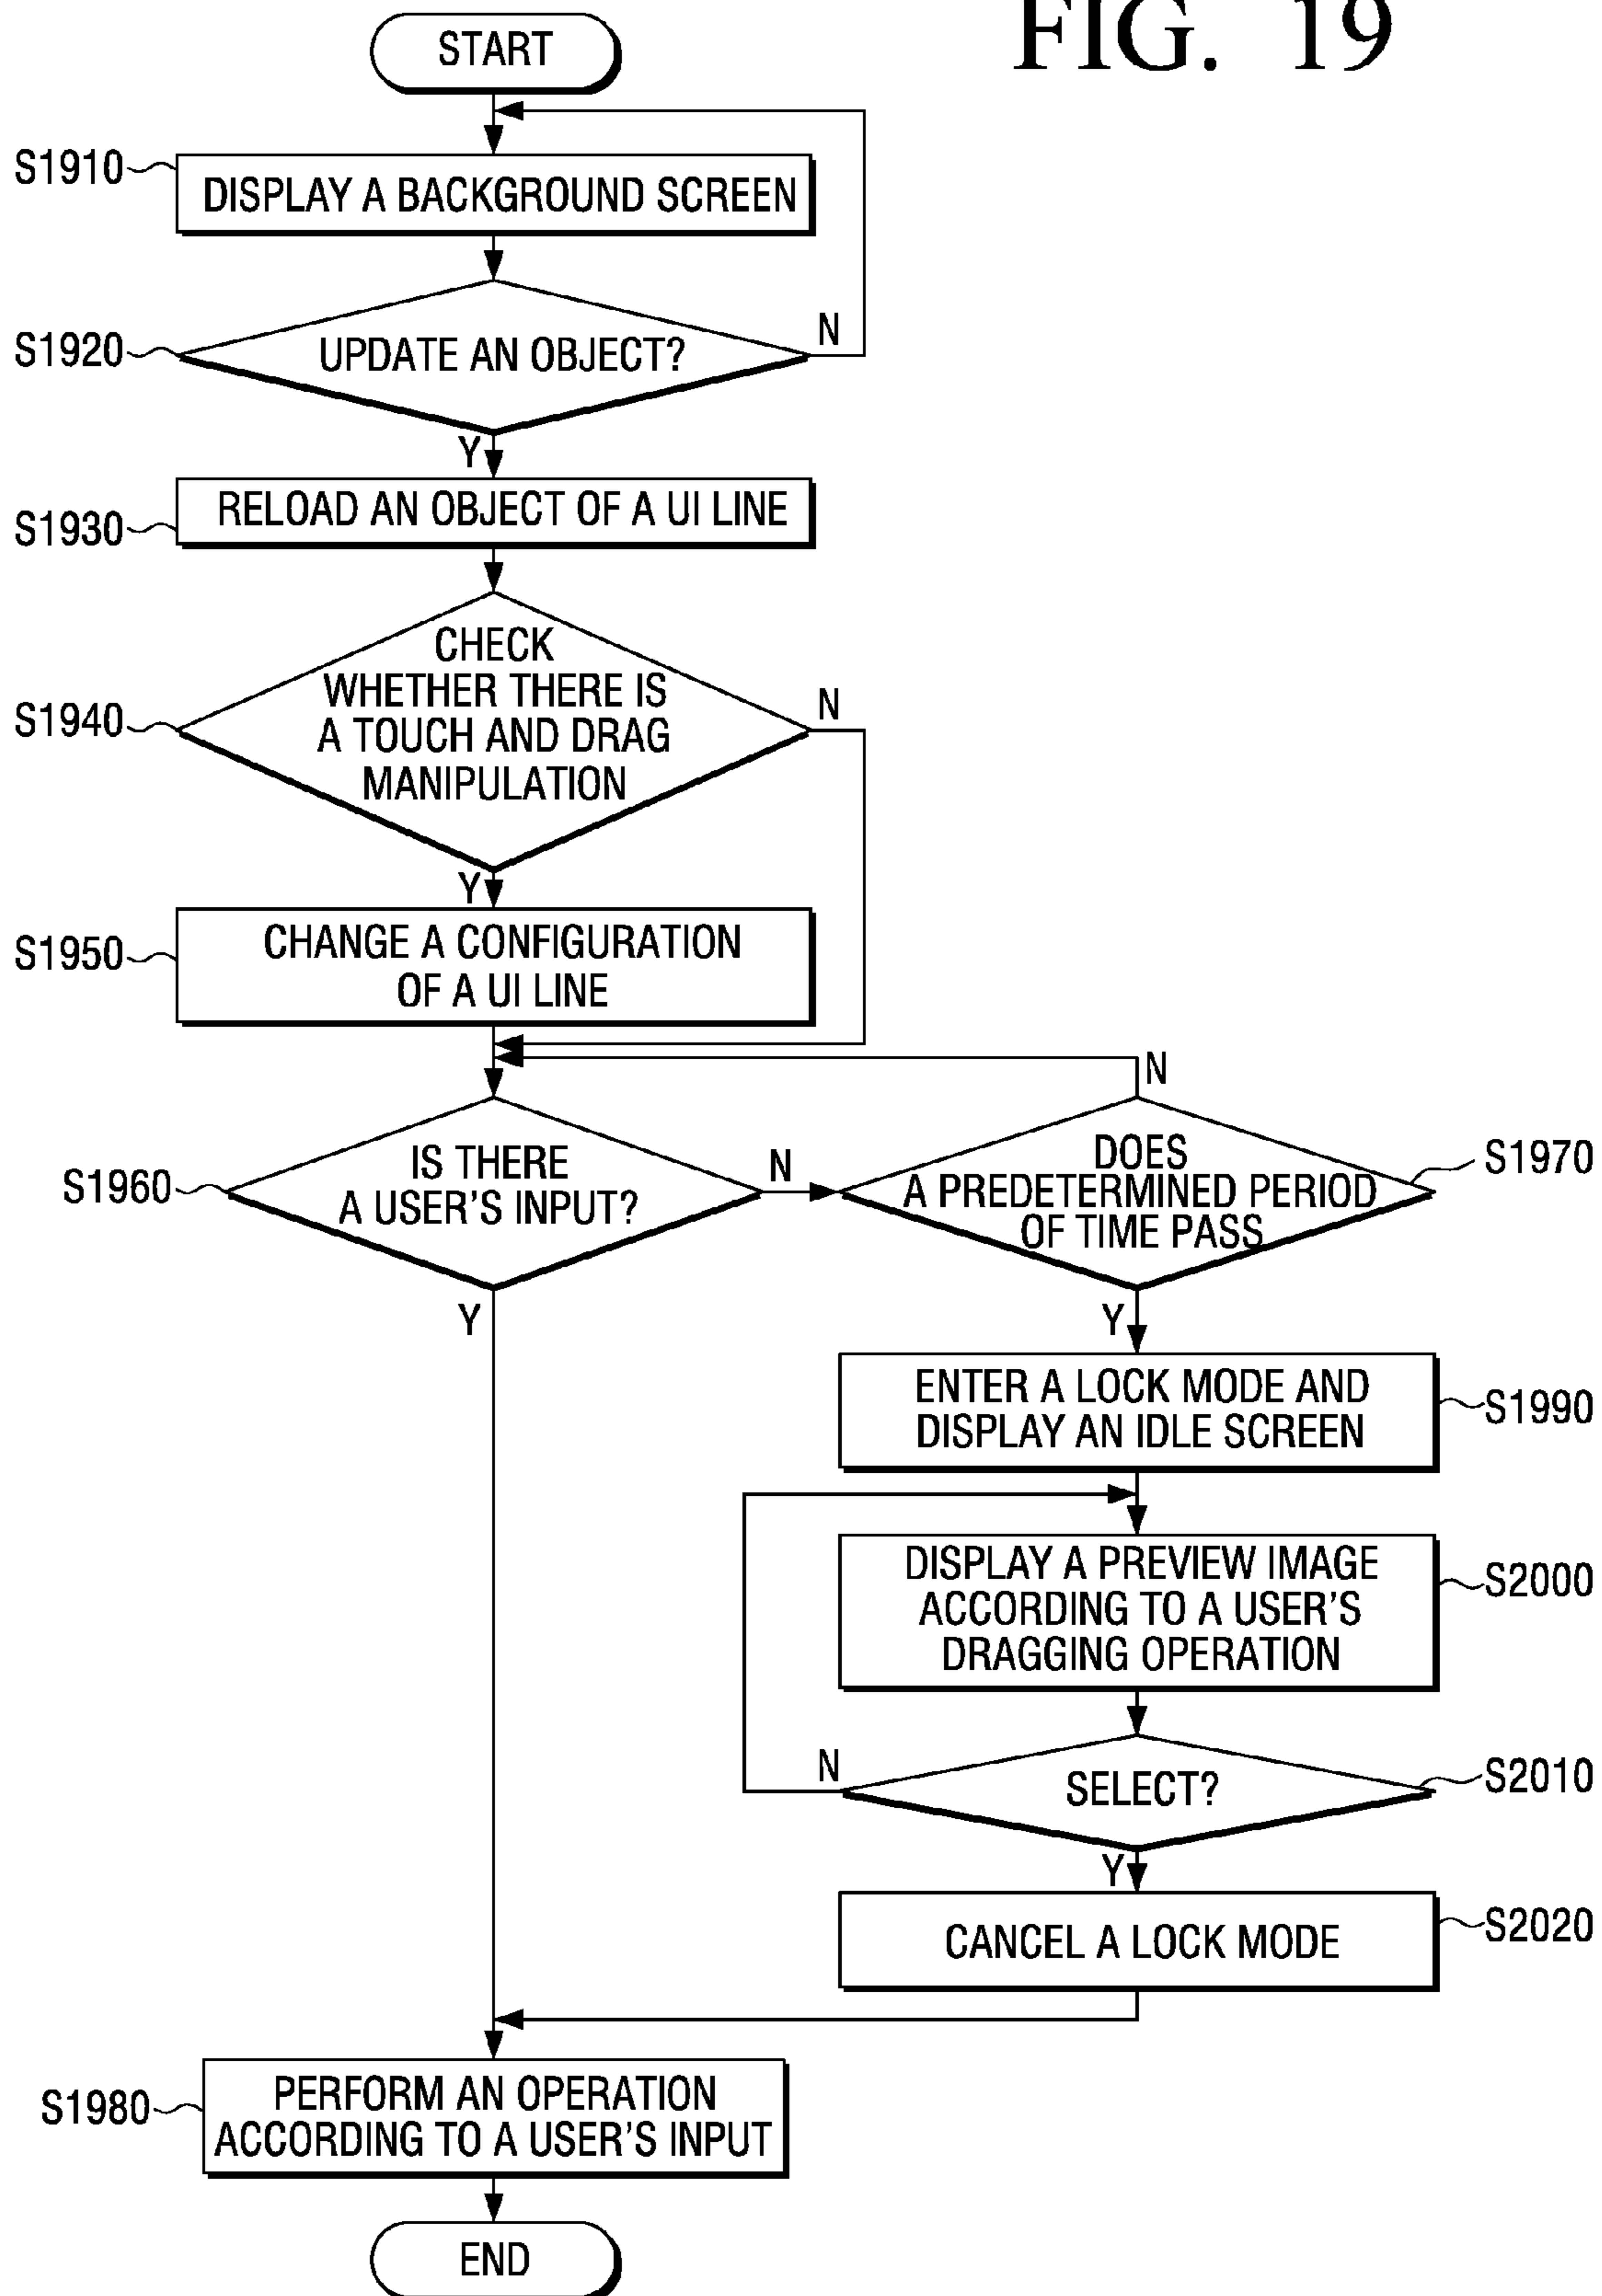 FIG. 19
START
S1910
DISPLAY A BACKGROUND SCREEN
S1920
UPDATE AN OBJECT?
N
Y
S1930
RELOAD AN OBJECT OF A UI LINE
S1940
CHECK
WHETHER THERE IS
A TOUCH AND DRAG
MANIPULATION
N
Y
S1950
CHANGE A CONFIGURATION
OF A UI LINE
N
S1960
IS THERE
A USER'S INPUT?
N
DOES
A PREDETERMINED PERIOD
OF TIME PASS
S1970
Y
Y
ENTER A LOCK MODE AND
DISPLAY AN IDLE SCREEN
S1990
DISPLAY A PREVIEW IMAGE
ACCORDING TO A USER'S
DRAGGING OPERATION
S2000
N
SELECT?
S2010
Y
CANCEL A LOCK MODE
S2020
S1980
PERFORM AN OPERATION
ACCORDING TO A USER'S INPUT
END